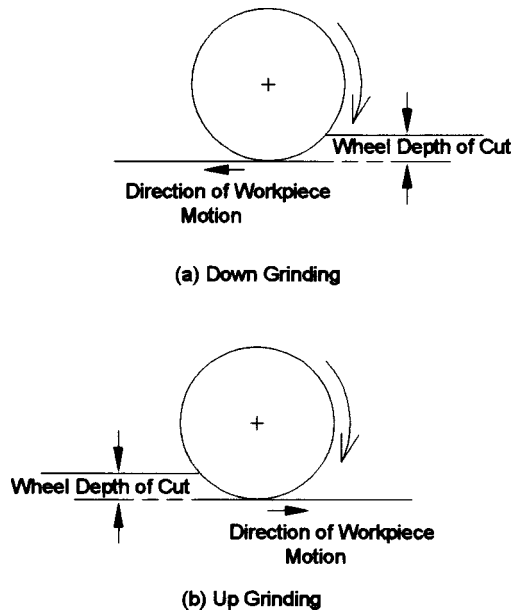 Wheel Depth of Cut
Direction of Workpiece
Motion
(a) Down Grinding
Wheel Depth of Cut
Direction of Workpiece
Motion
(b) Up Grinding